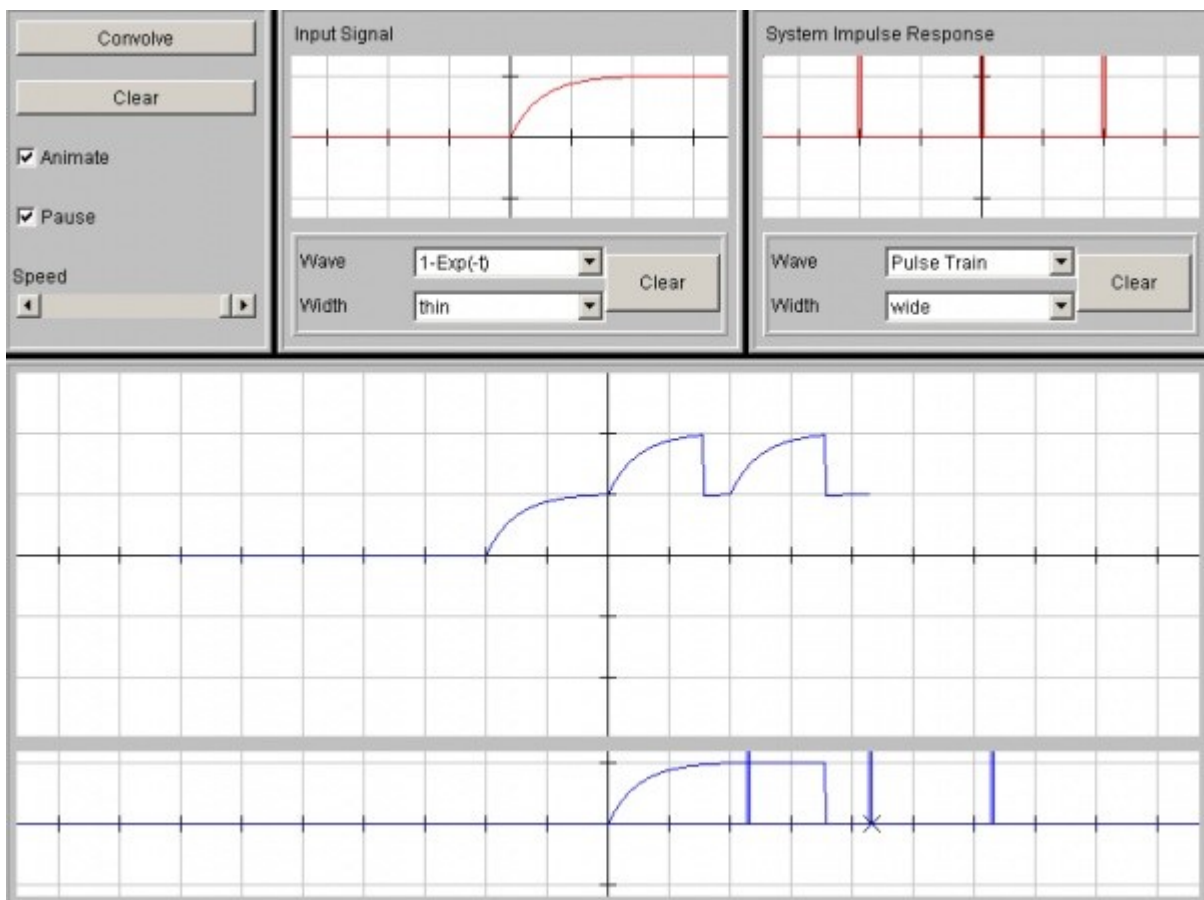 Convolve
Clear
Animate
Pause
Speed
Input Signal
Wave
1-Exp(-t)
Width
thin
Clear
System Impulse Response
Wave
Pulse Train
Width
wide
Clear